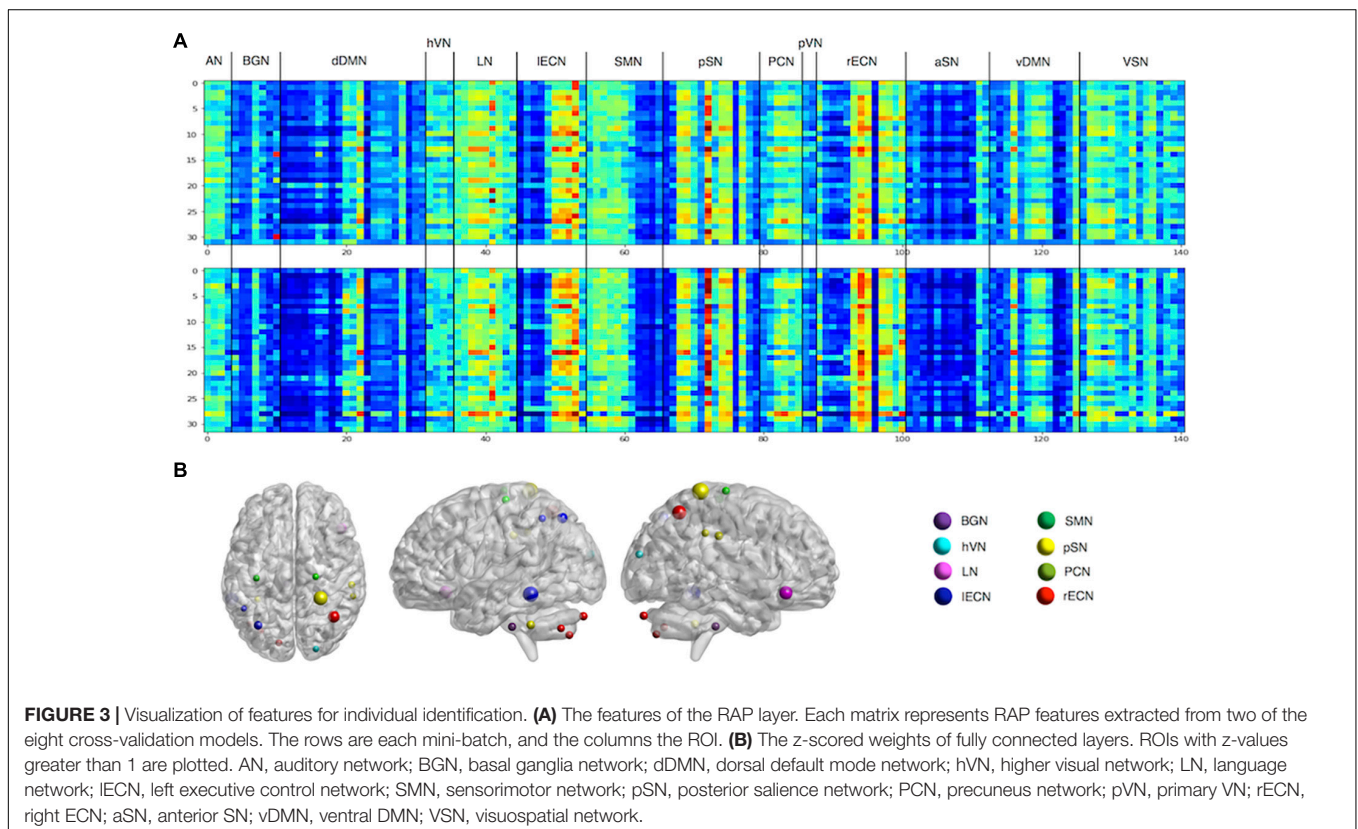 A
hVN
pVN
AN BGN dDMN LN lECN SMN pSN PCN rECN aSN vDMN VSN
0
5
10
15
20
25
30
0 20 40 60 80 100 120 140
0
5
10
15
20
25
30
0 20 40 60 80 100 120 140
B
BGN SMN
hVN pSN
LN PCN
lECN rECN
FIGURE 3 | Visualization of features for individual identification. (A) The features of the RAP layer. Each matrix represents RAP features extracted from two of the
eight cross-validation models. The rows are each mini-batch, and the columns the ROI. (B) The z-scored weights of fully connected layers. ROIs with z-values
greater than 1 are plotted. AN, auditory network; BGN, basal ganglia network; dDMN, dorsal default mode network; hVN, higher visual network; LN, language
network; lECN, left executive control network; SMN, sensorimotor network; pSN, posterior salience network; PCN, precuneus network; pVN, primary VN; rECN,
right ECN; aSN, anterior SN; vDMN, ventral DMN; VSN, visuospatial network.